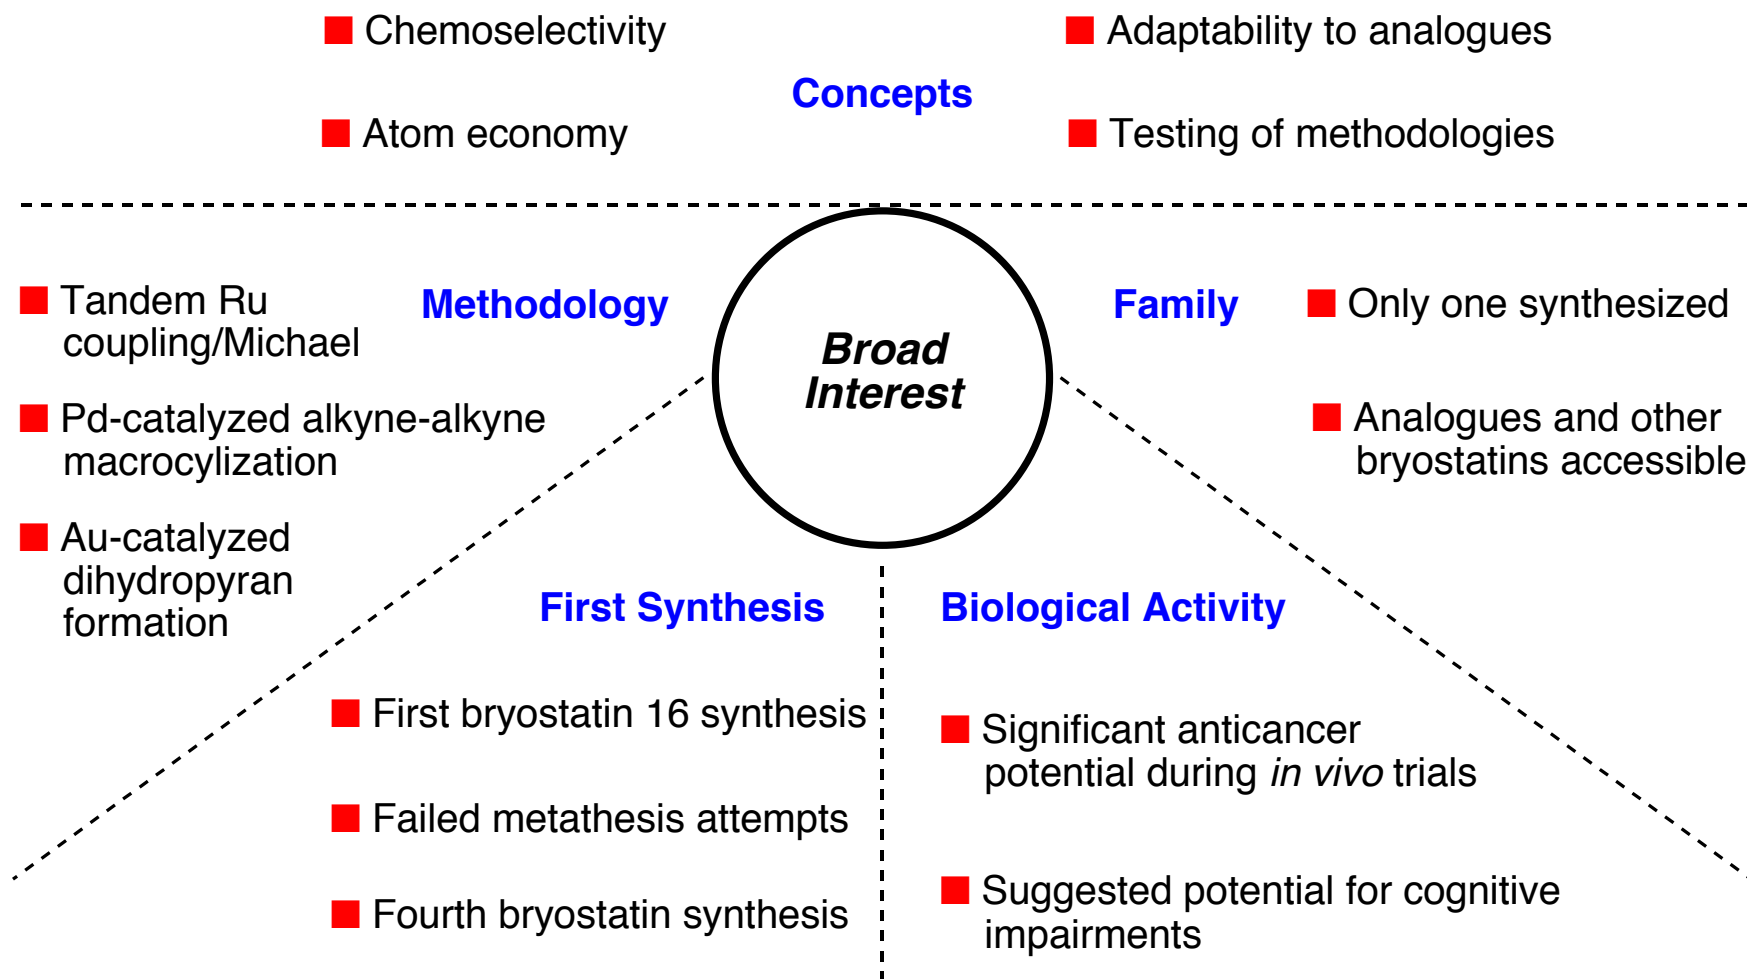 Chemoselectivity
Adaptability to analogues
Concepts
Atom economy
Testing of methodologies
Tandem Ru
coupling/Michael
Methodology
Pd-catalyzed alkyne-alkyne
macrocylization
Au-catalyzed
dihydropyran
formation
Broad
Interest
Family
Only one synthesized
Analogues and other
bryostatins accessible
First Synthesis
First bryostatin 16 synthesis
Failed metathesis attempts
Fourth bryostatin synthesis
Biological Activity
Significant anticancer
potential during in vivo trials
Suggested potential for cognitive
impairments